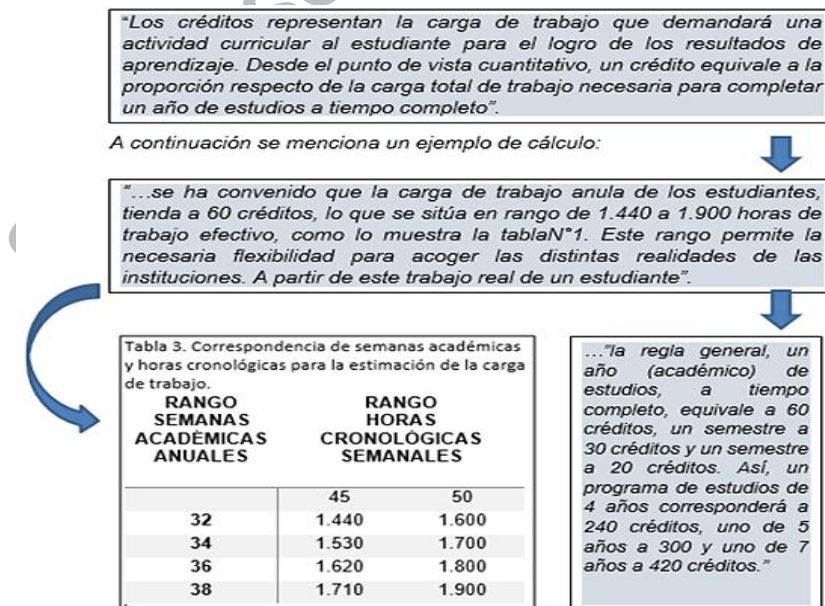 "Los créditos representan la carga de trabajo que demandará una
actividad curricular al estudiante para el logro de los resultados de
aprendizaje. Desde el punto de vista cuantitativo, un crédito equivale a la
proporción respecto de la carga total de trabajo necesaria para completar
un año de estudios a tiempo completo".
A continuación se menciona un ejemplo de cálculo:
"...se ha convenido que la carga de trabajo anula de los estudiantes,
tienda a 60 créditos, lo que se sitúa en rango de 1.440 a 1.900 horas de
trabajo efectivo, como lo muestra la tablaN°1. Este rango permite la
necesaria flexibilidad para acoger las distintas realidades de las
instituciones. A partir de este trabajo real de un estudiante".
Tabla 3. Correspondencia de semanas académicas
y horas cronológicas para la estimación de la carga
de trabajo.
RANGO SEMANAS ACADÉMICAS ANUALES
RANGO HORAS CRONOLÓGICAS SEMANALES
45 50
32 1.440 1.600
34 1.530 1.700
36 1.620 1.800
38 1.710 1.900
..."la regla general, un
año (académico) de
estudios, a tiempo
completo, equivale a 60
créditos, un semestre a
30 créditos y un semestre
a 20 créditos. Así, un
programa de estudios de
4 años corresponderá a
240 créditos, uno de 5
años a 300 y uno de 7
años a 420 créditos."